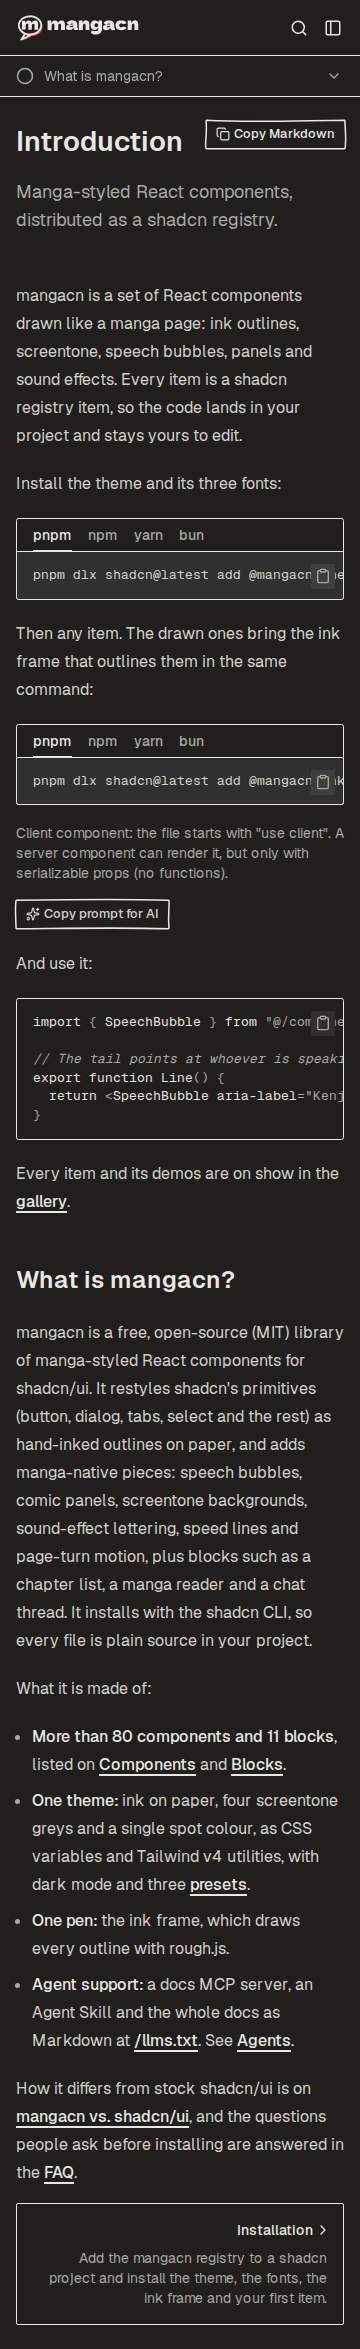 mangacn
What is mangacn?
Introduction
Copy Markdown
Manga-styled React components,
distributed as a shadcn registry.
mangacn is a set of React components
drawn like a manga page: ink outlines,
screentone, speech bubbles, panels and
sound effects. Every item is a shadcn
registry item, so the code lands in your
project and stays yours to edit.
Install the theme and its three fonts:
pnpm npm yarn bun
pnpm dlx shadcn@latest add @mangacn
Then any item. The drawn ones bring the ink
frame that outlines them in the same
command:
pnpm npm yarn bun
pnpm dlx shadcn@latest add @mangacn
Client component: the file starts with "use client". A
server component can render it, but only with
serializable props (no functions).
Copy prompt for AI
And use it:
import { SpeechBubble } from "@/com
// The tail points at whoever is speaki
export function Line() {
return <SpeechBubble aria-label="Kenj
}
Every item and its demos are on show in the
gallery.
What is mangacn?
mangacn is a free, open-source (MIT) library
of manga-styled React components for
shadcn/ui. It restyles shadcn's primitives
(button, dialog, tabs, select and the rest) as
hand-inked outlines on paper, and adds
manga-native pieces: speech bubbles,
comic panels, screentone backgrounds,
sound-effect lettering, speed lines and
page-turn motion, plus blocks such as a
chapter list, a manga reader and a chat
thread. It installs with the shadcn CLI, so
every file is plain source in your project.
What it is made of:
• More than 80 components and 11 blocks,
listed on Components and Blocks.
• One theme: ink on paper, four screentone
greys and a single spot colour, as CSS
variables and Tailwind v4 utilities, with
dark mode and three presets.
• One pen: the ink frame, which draws
every outline with rough.js.
• Agent support: a docs MCP server, an
Agent Skill and the whole docs as
Markdown at /llms.txt. See Agents.
How it differs from stock shadcn/ui is on
mangacn vs. shadcn/ui, and the questions
people ask before installing are answered in
the FAQ.
Installation
Add the mangacn registry to a shadcn
project and install the theme, the fonts, the
ink frame and your first item.